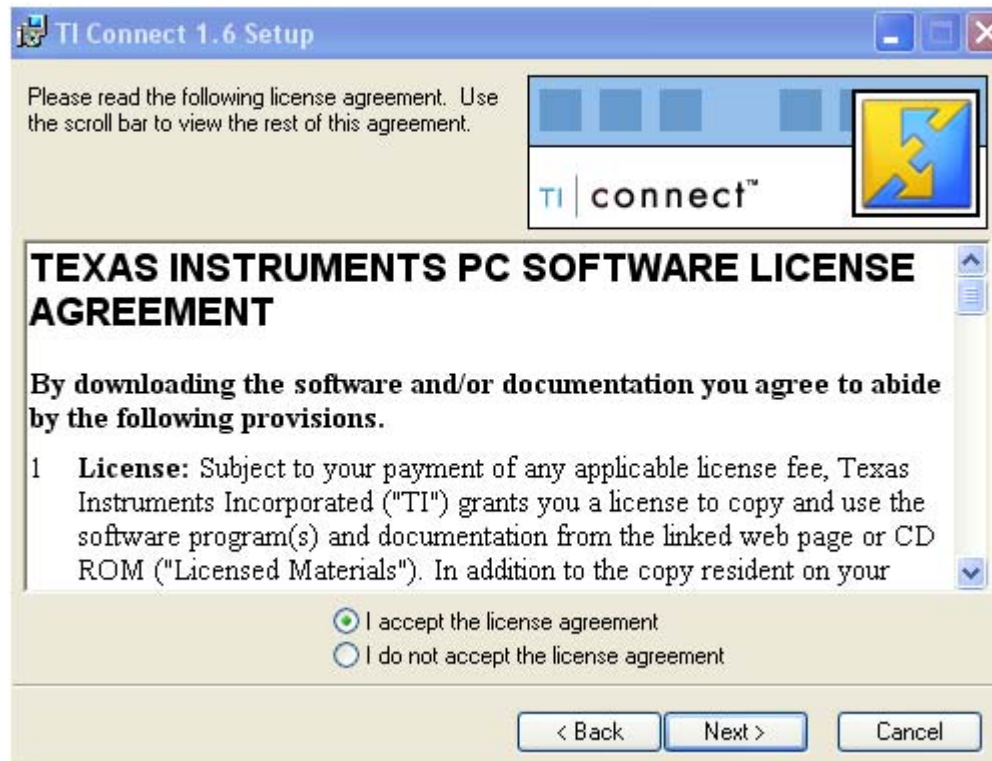 TI Connect 1.6 Setup
Please read the following license agreement.  Use
the scroll bar to view the rest of this agreement.
TI connect™
TEXAS INSTRUMENTS PC SOFTWARE LICENSE
AGREEMENT
By downloading the software and/or documentation you agree to abide
by the following provisions.
1 License: Subject to your payment of any applicable license fee, Texas
Instruments Incorporated ("TI") grants you a license to copy and use the
software program(s) and documentation from the linked web page or CD
ROM ("Licensed Materials"). In addition to the copy resident on your
I accept the license agreement
I do not accept the license agreement
< Back Next > Cancel